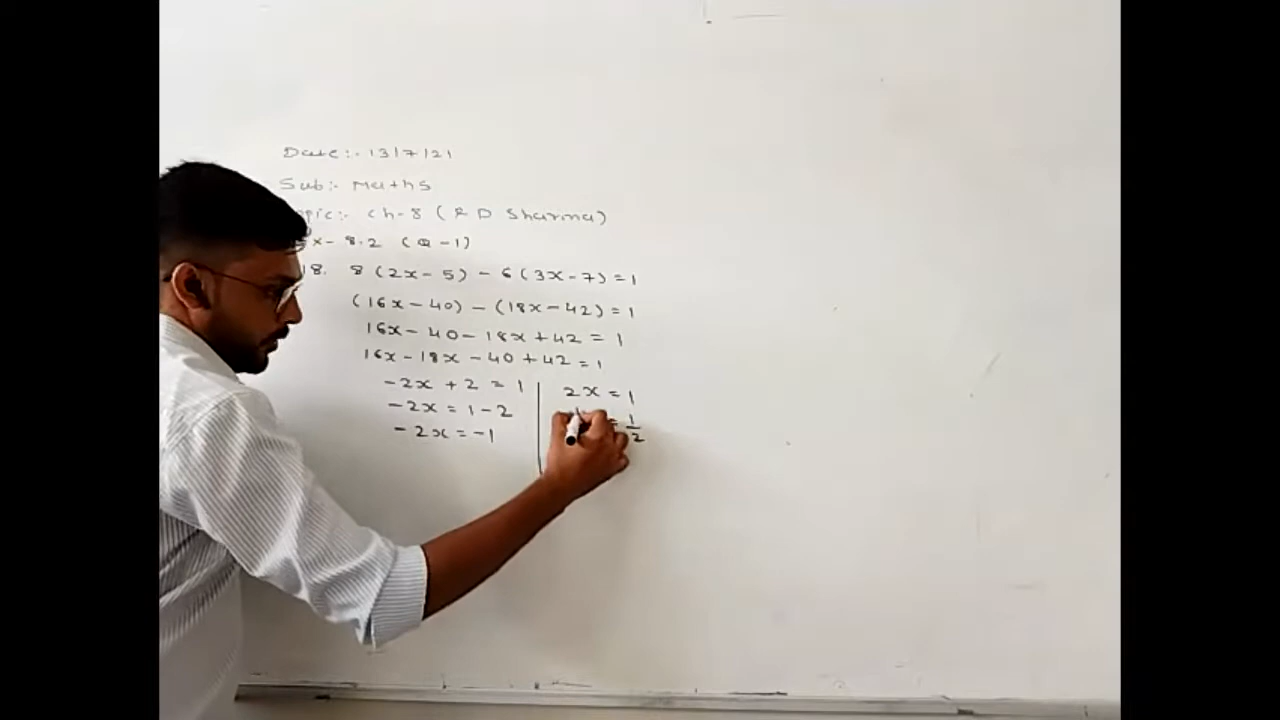 Date:- 13/7/21
Sub:- Maths
pic:- Ch-8 (R D Sharma)
x- 8.2 (Q-1)
18. 8(2x-5)-6(3x-7)=1
(16x-40)-(18x-42)=1
16x-40-18x+42=1
16x-18x-40+42=1
-2x+2=1
-2x=1-2
-2x=-1
2x=1
=1/2